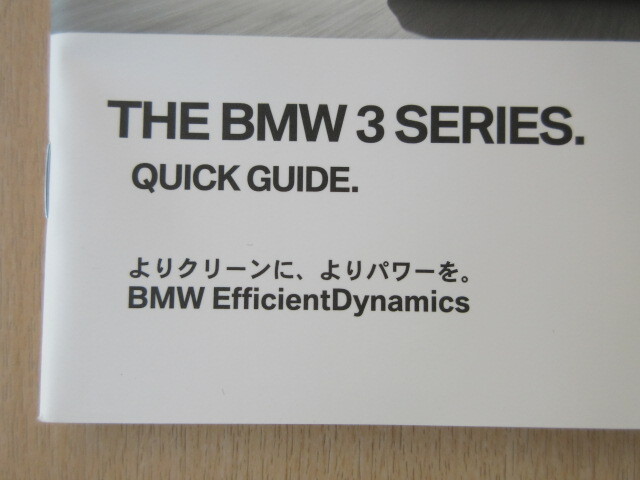 THE BMW 3 SERIES.
QUICK GUIDE.
よりクリーンに、よりパワーを。
BMW EfficientDynamics